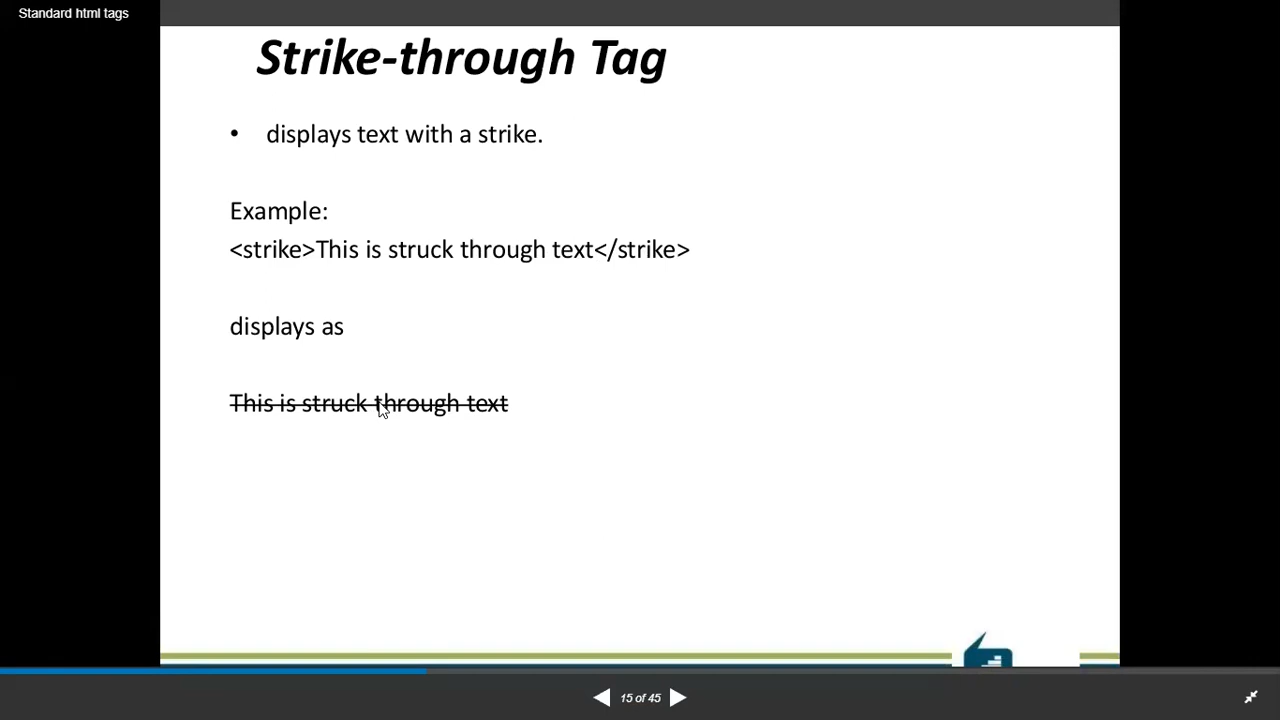 Standard html tags
Strike-through Tag
• displays text with a strike.
Example:
<strike>This is struck through text</strike>
displays as
This is struck through text
15 of 45